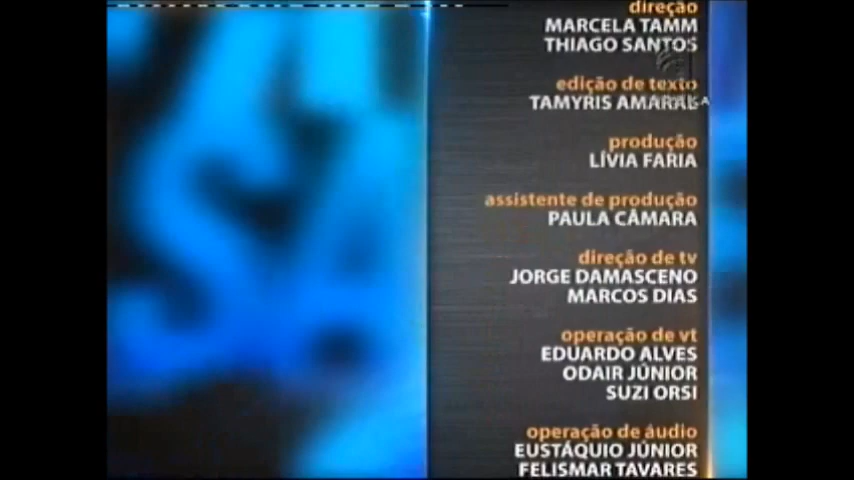 direção
MARCELA TAMM
THIAGO SANTOS
edição de texto
TAMYRIS AMARAL
produção
LÍVIA FARIA
assistente de produção
PAULA CÂMARA
direção de tv
JORGE DAMASCENO
MARCOS DIAS
operação de vt
EDUARDO ALVES
ODAIR JÚNIOR
SUZI ORSI
operação de áudio
EUSTÁQUIO JÚNIOR
FELISMAR TAVARES